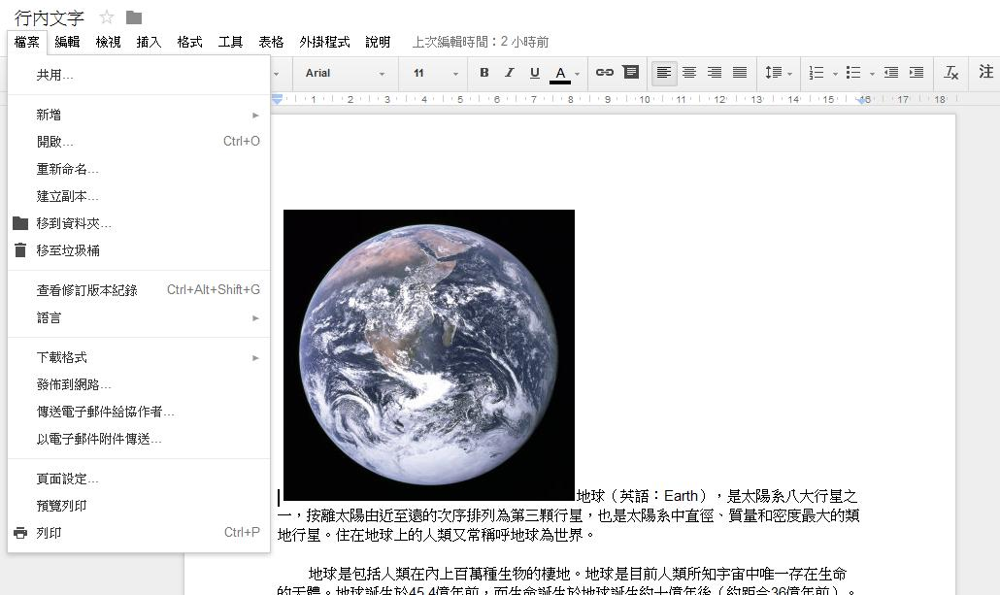 行內文字
檔案 編輯 檢視 插入 格式 工具 表格 外掛程式 說明 上次編輯時間：2 小時前
Arial 11 B I U A 注
1 2 3 4 5 6 7 8 9 10 11 12 13 14 15 16 17 18
共用...
新增
開啟... Ctrl+O
重新命名...
建立副本...
移到資料夾...
移至垃圾桶
查看修訂版本紀錄 Ctrl+Alt+Shift+G
語言
下載格式
發佈到網路...
傳送電子郵件給協作者...
以電子郵件附件傳送...
頁面設定...
預覽列印
列印 Ctrl+P
地球（英語：Earth），是太陽系八大行星之
一，按離太陽由近至遠的次序排列為第三顆行星，也是太陽系中直徑、質量和密度最大的類
地行星。住在地球上的人類又常稱呼地球為世界。
地球是包括人類在內上百萬種生物的棲地。地球是目前人類所知宇宙中唯一存在生命
的天體。地球誕生於45.4億年前，而生命誕生於地球誕生約十億年後（約距今36億年前）。